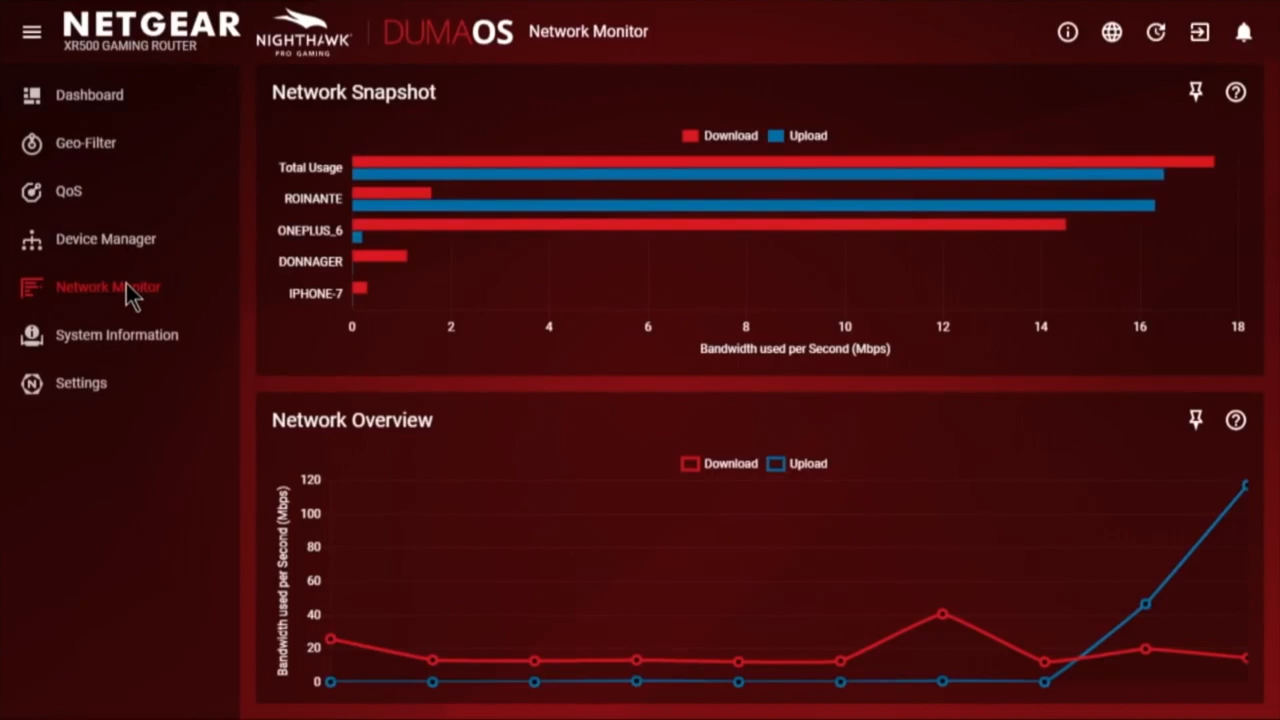 NETGEAR
XR500 GAMING ROUTER
NIGHTHAWK
PRO GAMING
DUMAOS
Network Monitor
Dashboard
Geo-Filter
QoS
Device Manager
Network Monitor
System Information
Settings
Network Snapshot
Download
Upload
Total Usage
ROINANTE
ONEPLUS_6
DONNAGER
IPHONE-7
0 2 4 6 8 10 12 14 16 18
Bandwidth used per Second (Mbps)
Network Overview
Download
Upload
Bandwidth used per Second (Mbps)
120
100
80
60
40
20
0